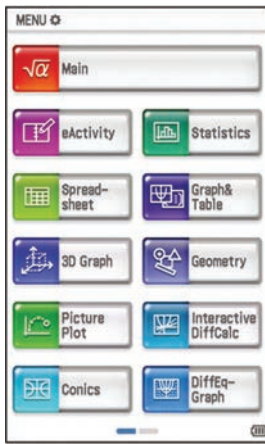 MENU
√α Main
eActivity
Statistics
Spread-
sheet
Graph&
Table
3D Graph
Geometry
Picture
Plot
Interactive
DiffCalc
Conics
DiffEq-
Graph